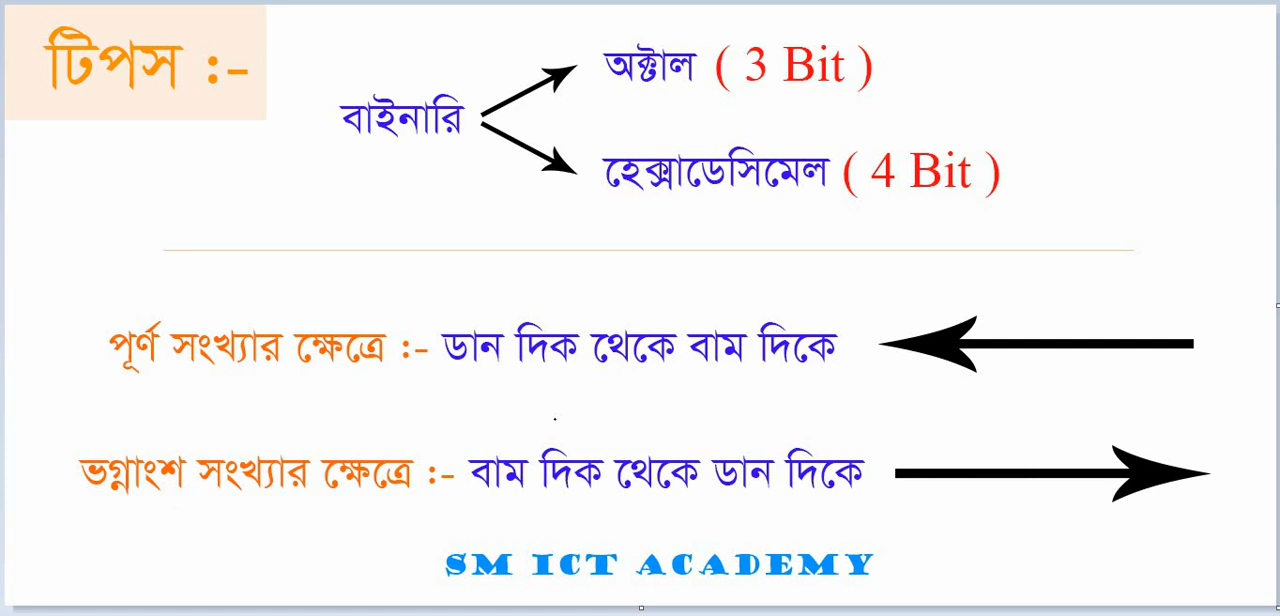 টিপস :-
অক্টাল ( 3 Bit )
বাইনারি
হেক্সাডেসিমেল ( 4 Bit )
পূর্ণ সংখ্যার ক্ষেত্রে :- ডান দিক থেকে বাম দিকে
ভগ্নাংশ সংখ্যার ক্ষেত্রে :- বাম দিক থেকে ডান দিকে
SM ICT ACADEMY